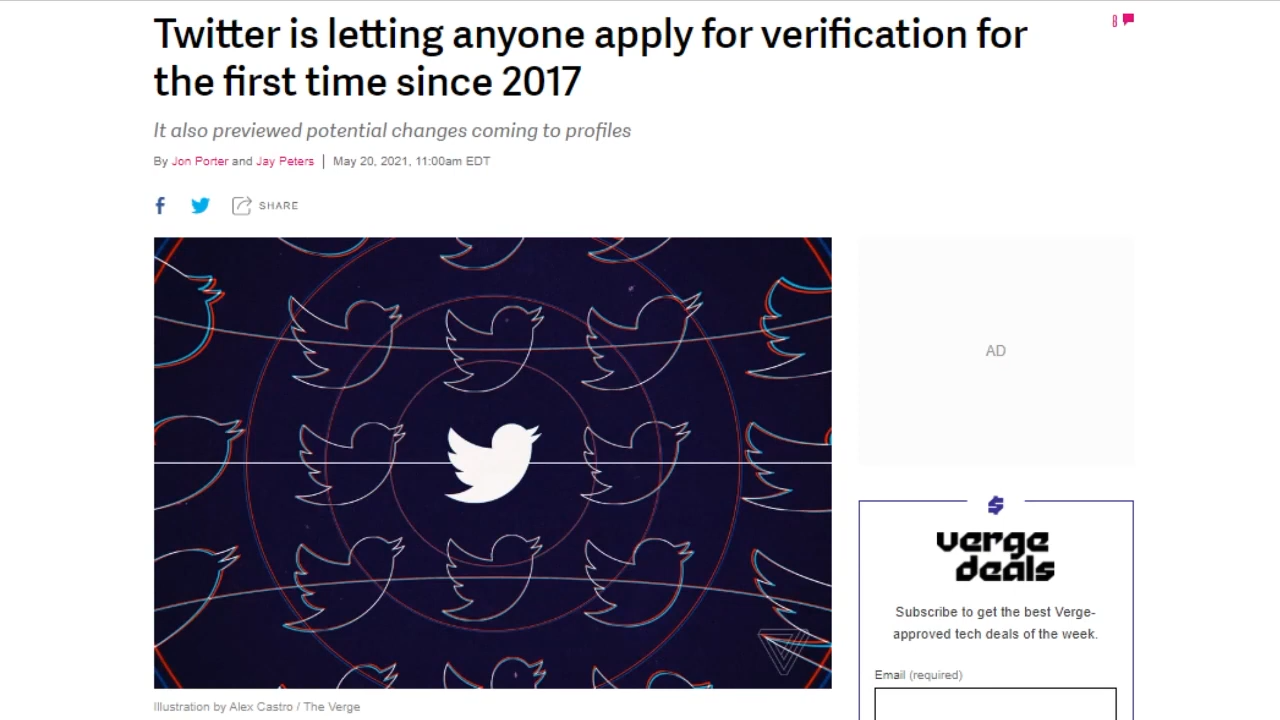 Twitter is letting anyone apply for verification for
the first time since 2017
8
It also previewed potential changes coming to profiles
By Jon Porter and Jay Peters | May 20, 2021, 11:00am EDT
SHARE
AD
verge
deals
Subscribe to get the best Verge-
approved tech deals of the week.
Email (required)
Illustration by Alex Castro / The Verge